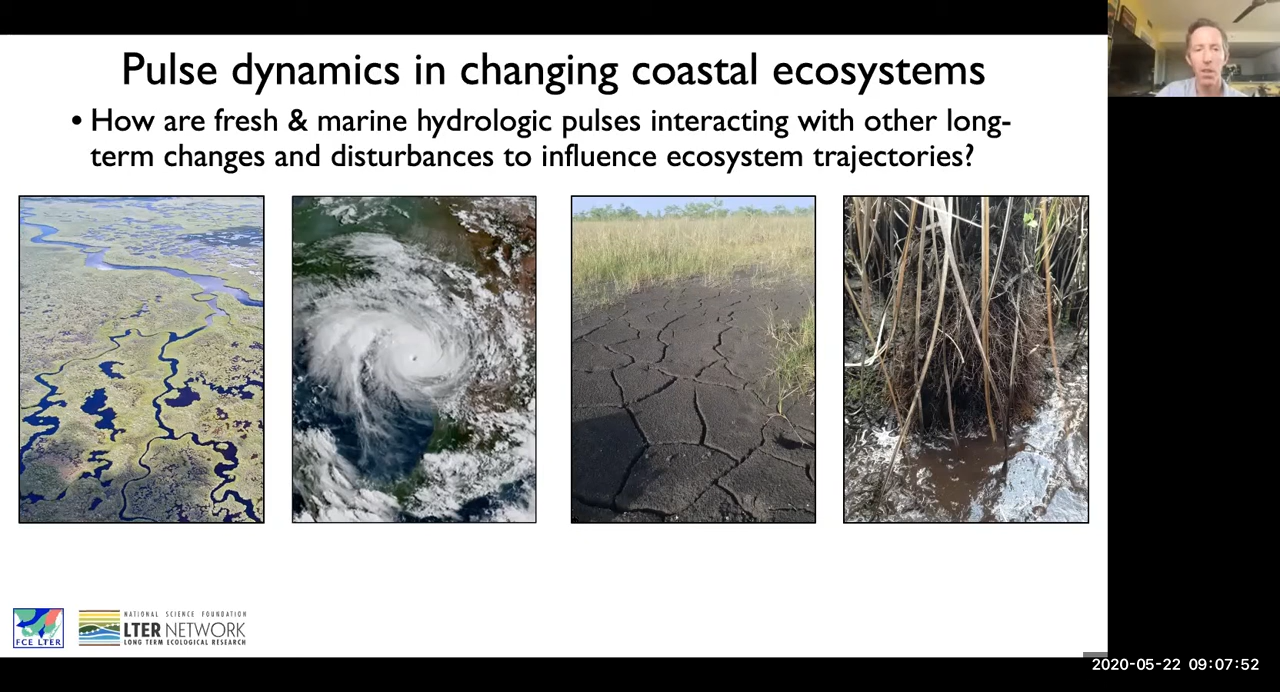 Pulse dynamics in changing coastal ecosystems
• How are fresh & marine hydrologic pulses interacting with other long-
term changes and disturbances to influence ecosystem trajectories?
FCE LTER
NATIONAL SCIENCE FOUNDATION
LTER NETWORK
LONG TERM ECOLOGICAL RESEARCH
2020-05-22 09:07:52